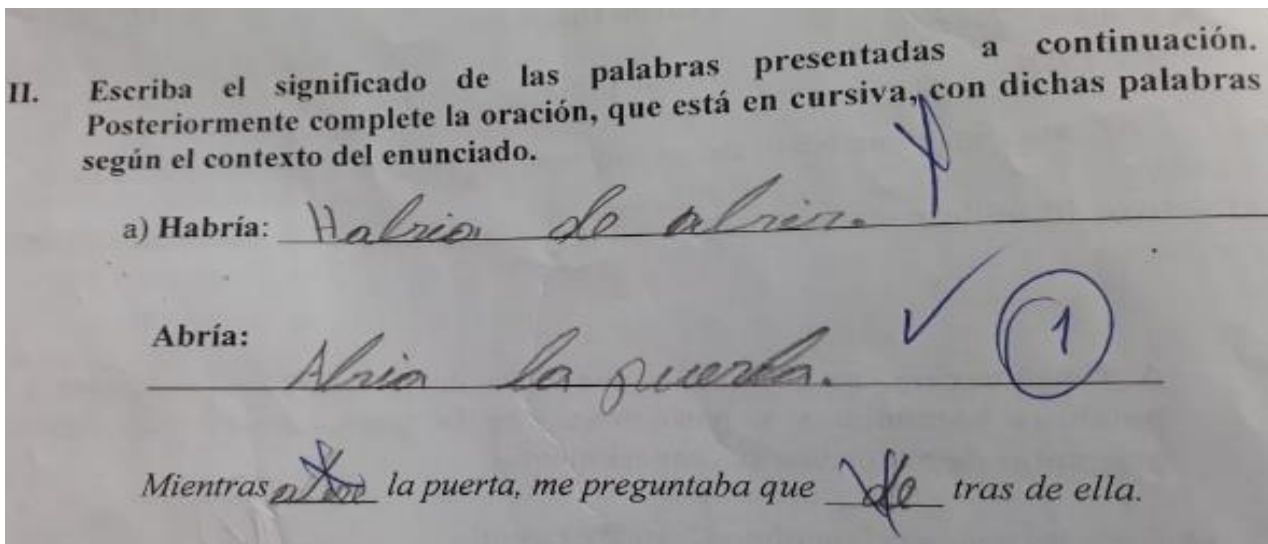 II. Escriba el significado de las palabras presentadas a continuación.
Posteriormente complete la oración, que está en cursiva, con dichas palabras
según el contexto del enunciado.
a) Habría: Habria de abrir.
Abría:
Abria la puerta.
1
Mientras la puerta, me preguntaba que de tras de ella.